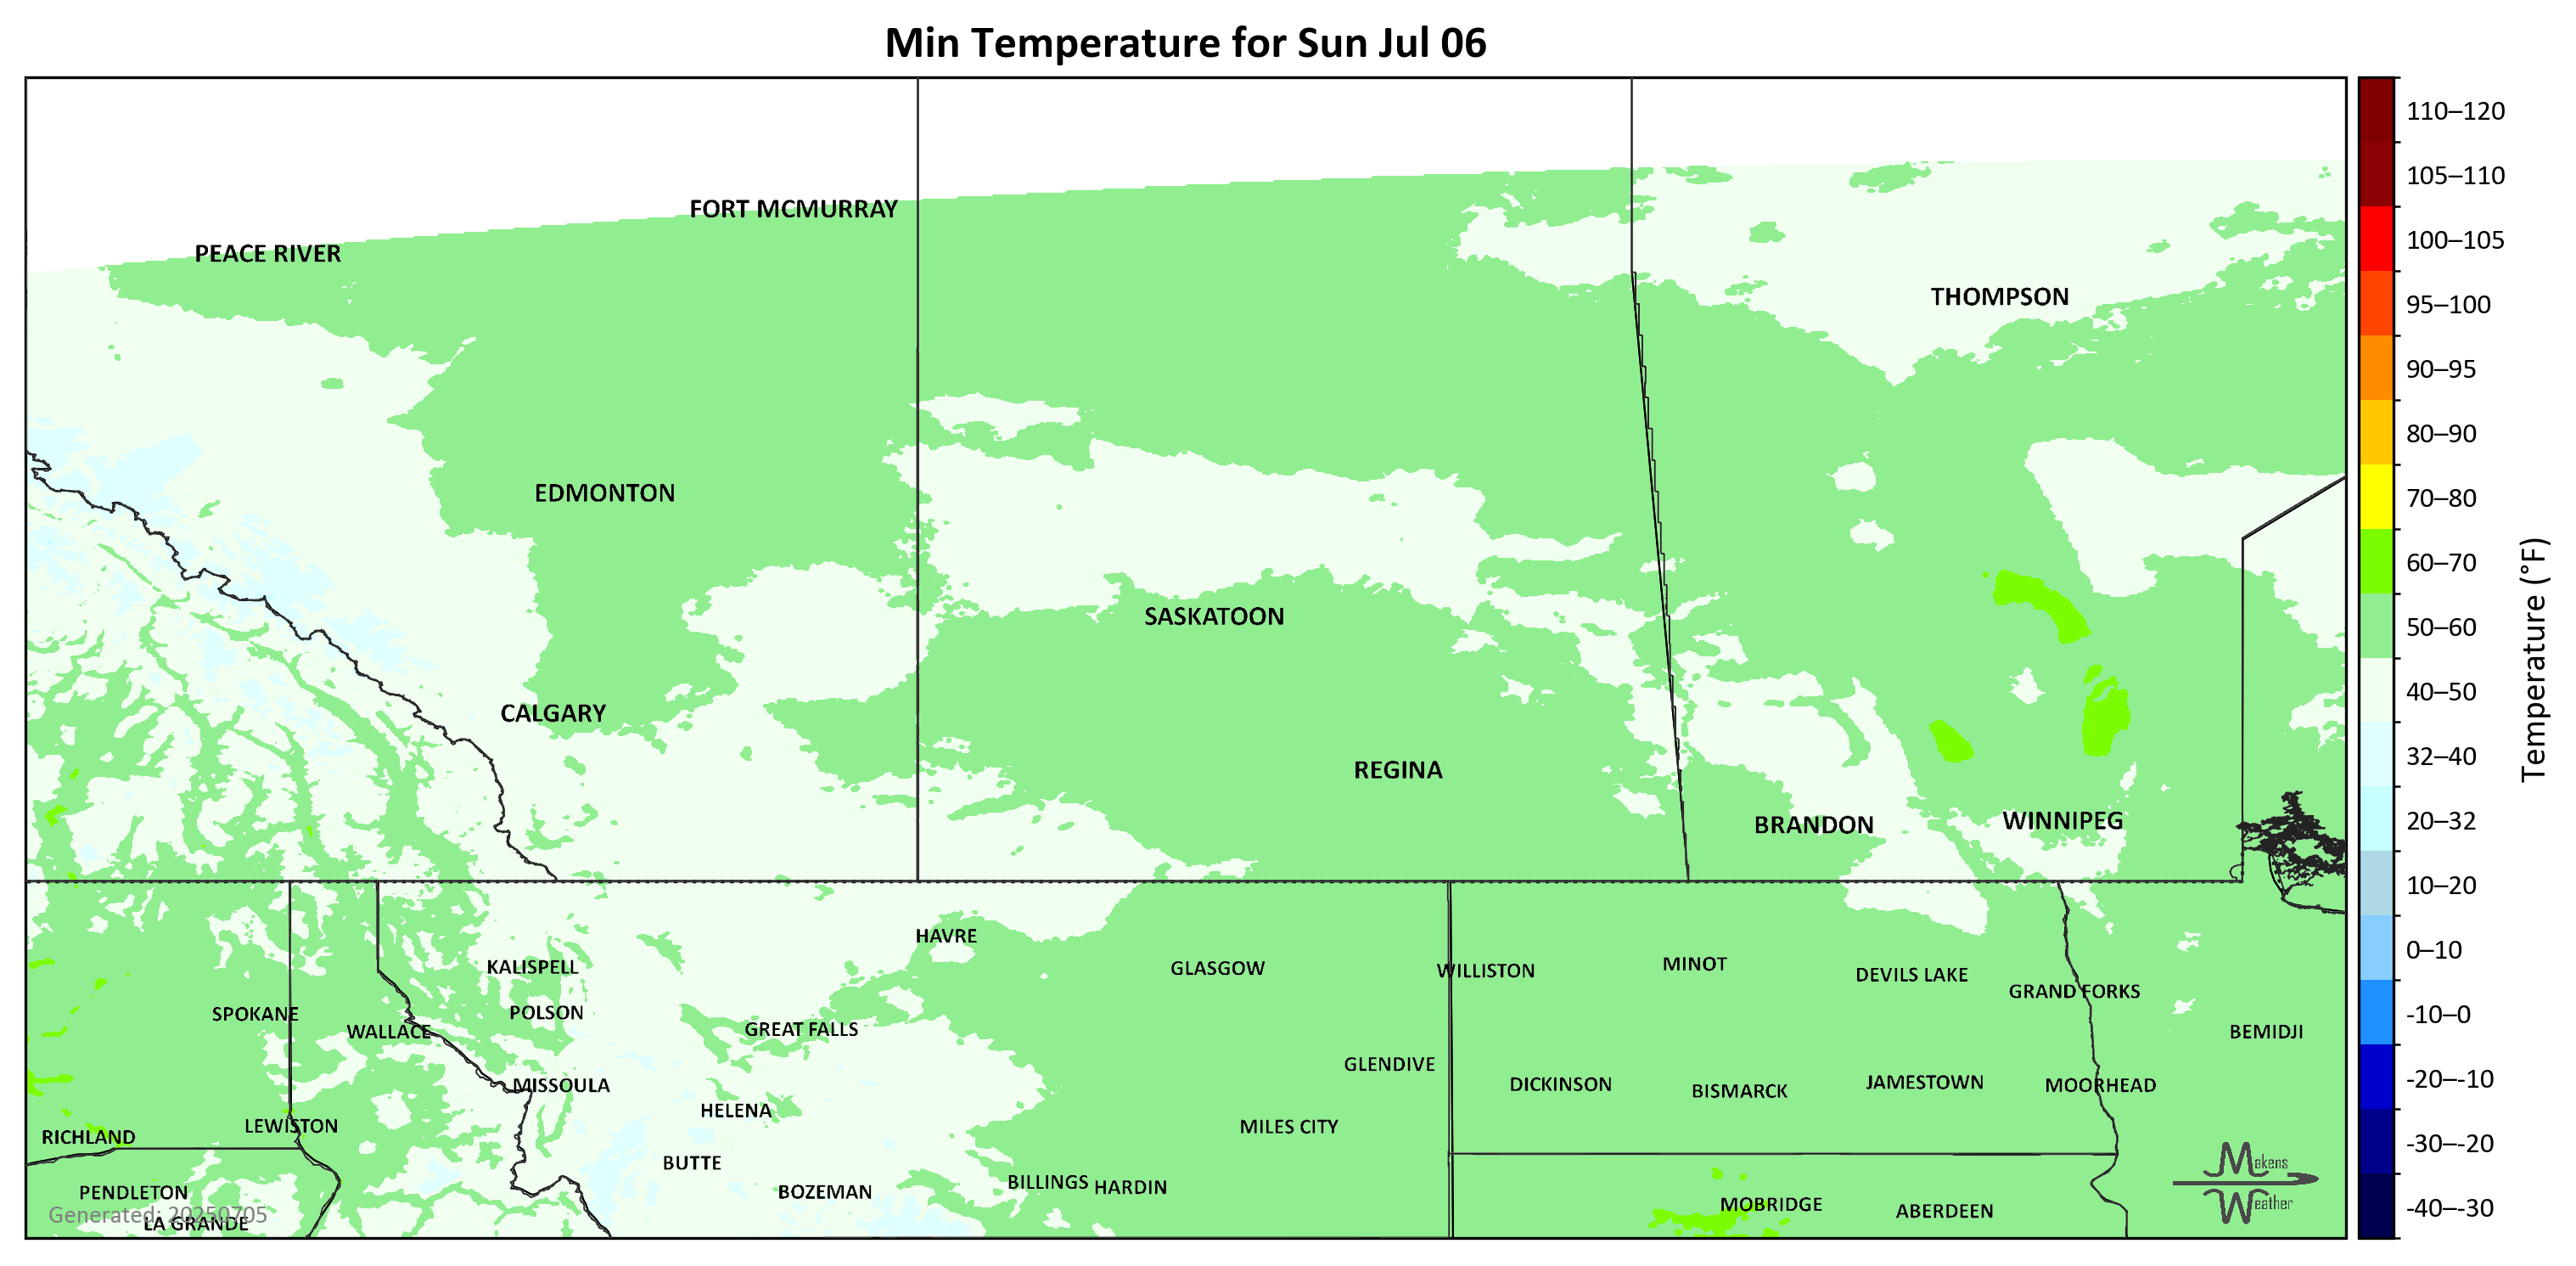 Min Temperature for Sun Jul 06
110–120
105–110
100–105
95–100
90–95
80–90
70–80
60–70
50–60
40–50
32–40
20–32
10–20
0–10
-10–0
-20–-10
-30–-20
-40–-30
Temperature (°F)
FORT MCMURRAY
PEACE RIVER
THOMPSON
EDMONTON
SASKATOON
CALGARY
REGINA
BRANDON
WINNIPEG
HAVRE
KALISPELL
GLASGOW
WILLISTON
MINOT
DEVILS LAKE
GRAND FORKS
SPOKANE
POLSON
WALLACE
GREAT FALLS
BEMIDJI
GLENDIVE
MISSOULA
DICKINSON
BISMARCK
JAMESTOWN
MOORHEAD
HELENA
LEWISTON
MILES CITY
RICHLAND
BUTTE
BOZEMAN
BILLINGS
HARDIN
PENDLETON
MOBRIDGE
ABERDEEN
Generated: 20250705
LA GRANDE
Makens
Weather